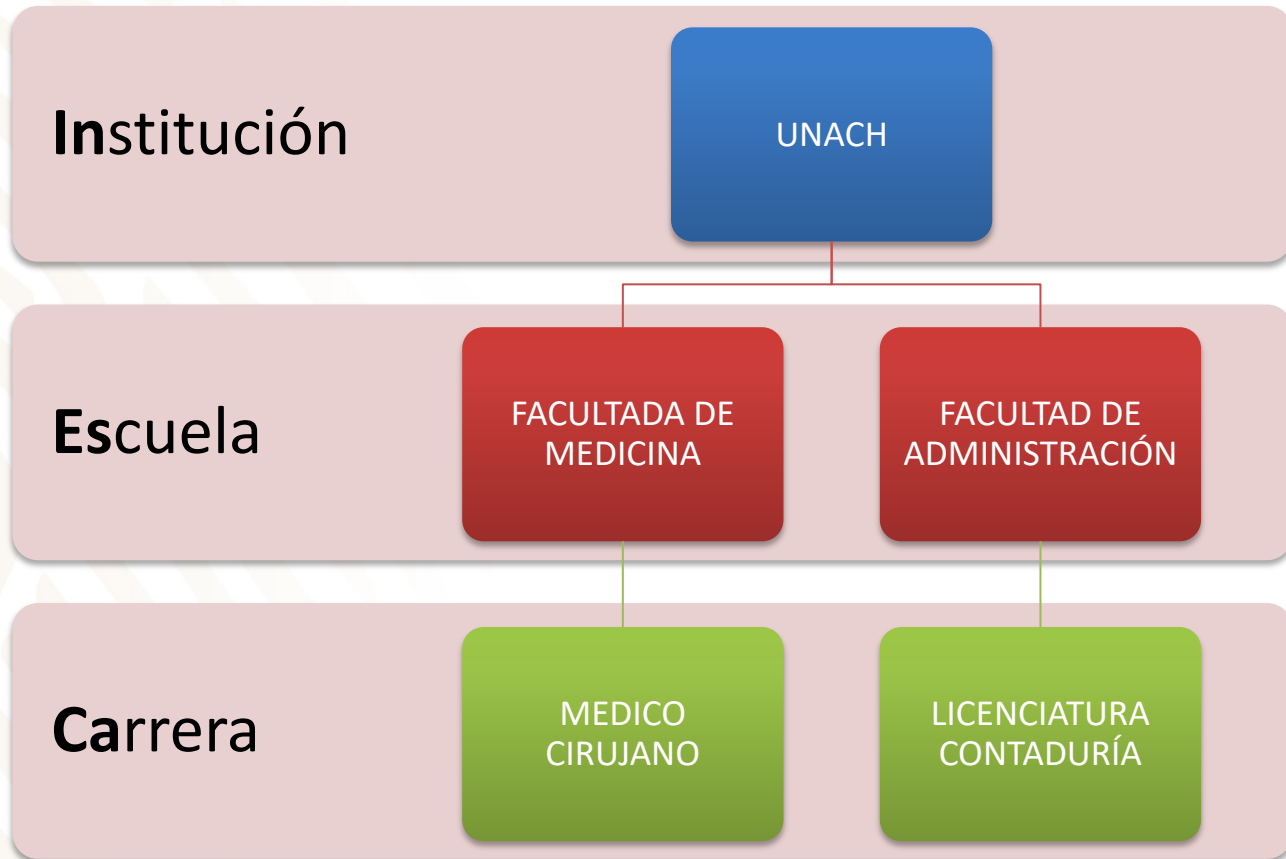 Institución
UNACH
Escuela
FACULTADA DE
MEDICINA
FACULTAD DE
ADMINISTRACIÓN
Carrera
MEDICO
CIRUJANO
LICENCIATURA
CONTADURÍA